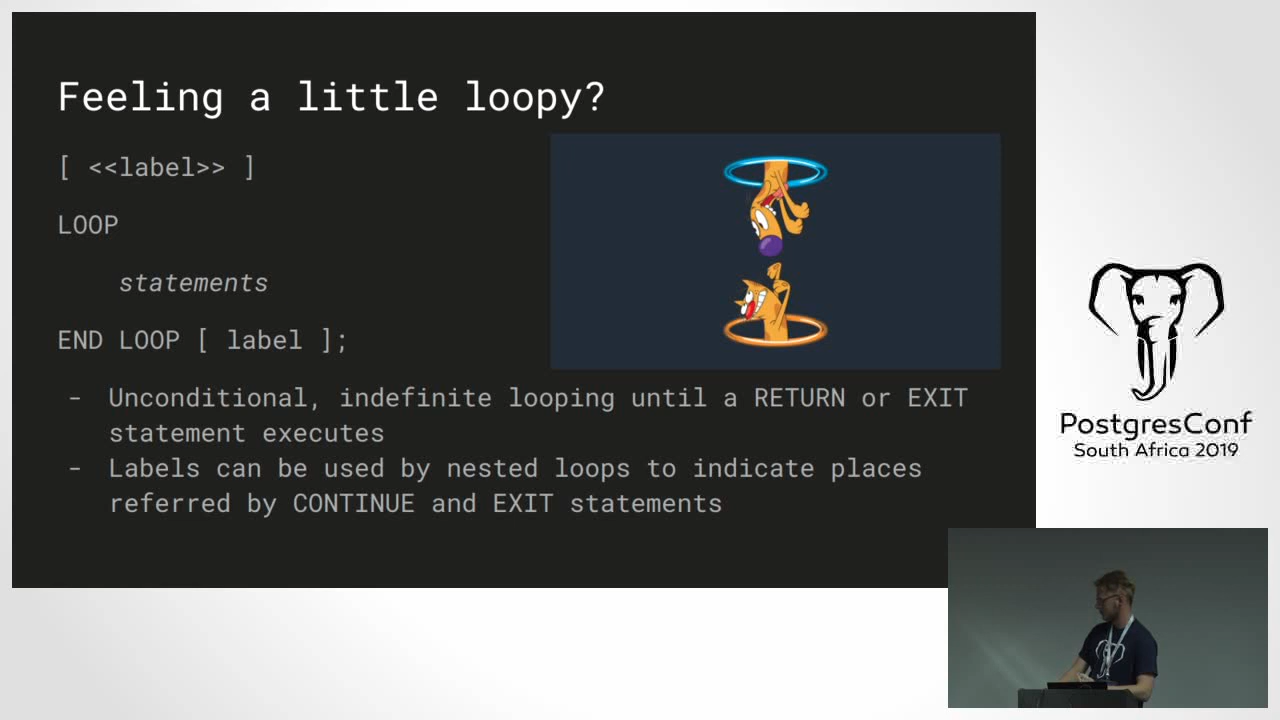 Feeling a little loopy?
[ <<label>> ]
LOOP
statements
END LOOP [ label ];
- Unconditional, indefinite looping until a RETURN or EXIT
statement executes
- Labels can be used by nested loops to indicate places
referred by CONTINUE and EXIT statements
PostgresConf
South Africa 2019